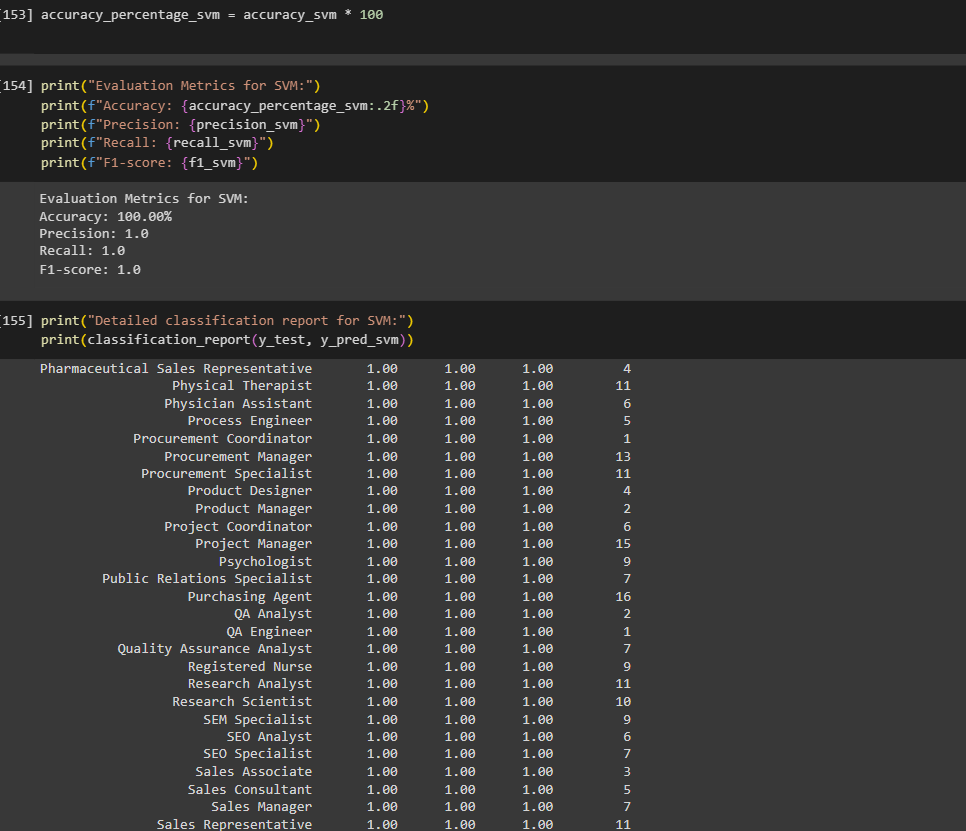 [153] accuracy_percentage_svm = accuracy_svm * 100
[154] print("Evaluation Metrics for SVM:")
print(f"Accuracy: {accuracy_percentage_svm:.2f}%")
print(f"Precision: {precision_svm}")
print(f"Recall: {recall_svm}")
print(f"F1-score: {f1_svm}")
Evaluation Metrics for SVM:
Accuracy: 100.00%
Precision: 1.0
Recall: 1.0
F1-score: 1.0
[155] print("Detailed classification report for SVM:")
print(classification_report(y_test, y_pred_svm))
Pharmaceutical Sales Representative 1.00 1.00 1.00 4
Physical Therapist 1.00 1.00 1.00 11
Physician Assistant 1.00 1.00 1.00 6
Process Engineer 1.00 1.00 1.00 5
Procurement Coordinator 1.00 1.00 1.00 1
Procurement Manager 1.00 1.00 1.00 13
Procurement Specialist 1.00 1.00 1.00 11
Product Designer 1.00 1.00 1.00 4
Product Manager 1.00 1.00 1.00 2
Project Coordinator 1.00 1.00 1.00 6
Project Manager 1.00 1.00 1.00 15
Psychologist 1.00 1.00 1.00 9
Public Relations Specialist 1.00 1.00 1.00 7
Purchasing Agent 1.00 1.00 1.00 16
QA Analyst 1.00 1.00 1.00 2
QA Engineer 1.00 1.00 1.00 1
Quality Assurance Analyst 1.00 1.00 1.00 7
Registered Nurse 1.00 1.00 1.00 9
Research Analyst 1.00 1.00 1.00 11
Research Scientist 1.00 1.00 1.00 10
SEM Specialist 1.00 1.00 1.00 9
SEO Analyst 1.00 1.00 1.00 6
SEO Specialist 1.00 1.00 1.00 7
Sales Associate 1.00 1.00 1.00 3
Sales Consultant 1.00 1.00 1.00 5
Sales Manager 1.00 1.00 1.00 7
Sales Representative 1.00 1.00 1.00 11